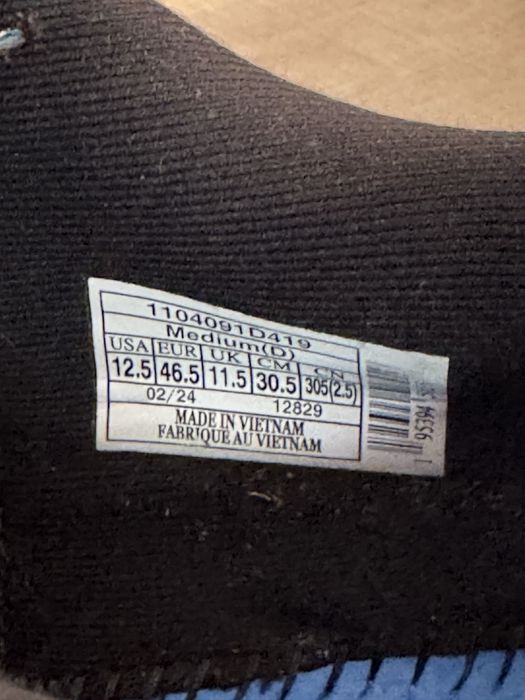 1104091D419
Medium(D)
USA EUR UK CM CN
12.5 46.5 11.5 30.5 305(2.5)
02/24 12829
MADE IN VIETNAM
FABRIQUE AU VIETNAM